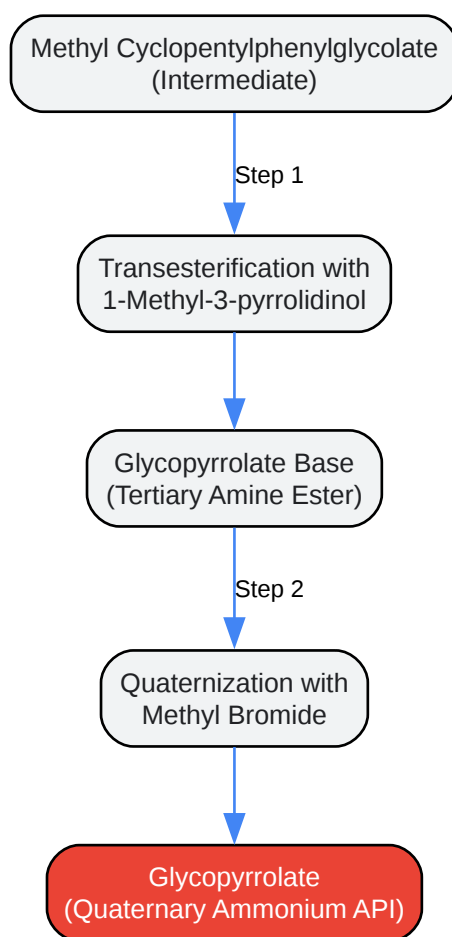 Methyl Cyclopentylphenylglycolate
(Intermediate)
Step 1
Transesterification with
1-Methyl-3-pyrrolidinol
Glycopyrrolate Base
(Tertiary Amine Ester)
Step 2
Quaternization with
Methyl Bromide
Glycopyrrolate
(Quaternary Ammonium API)